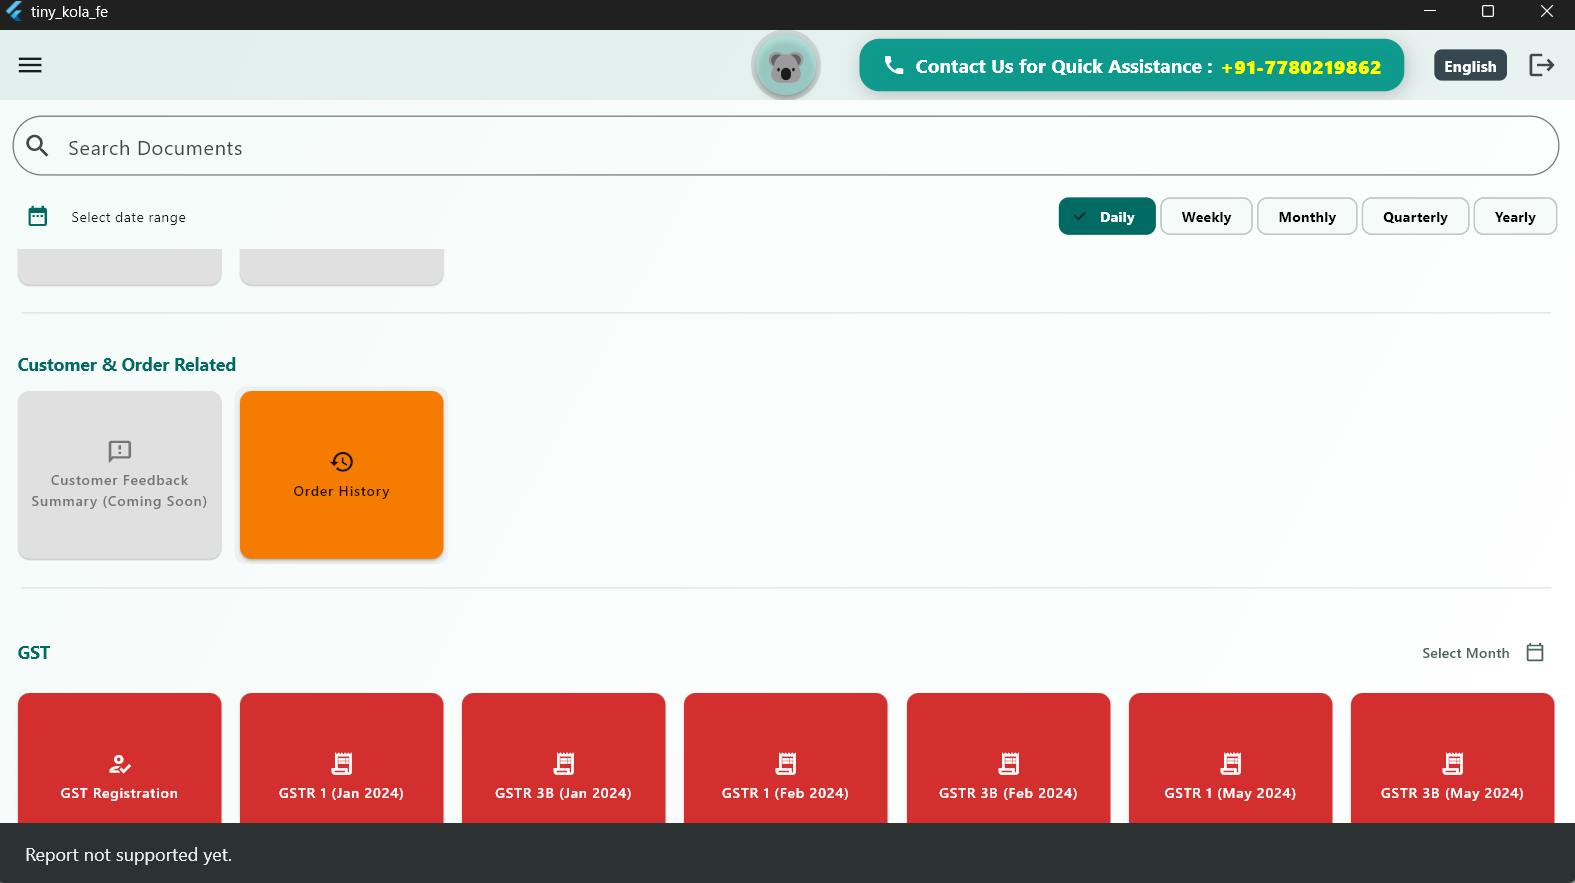 tiny_kola_fe
Contact Us for Quick Assistance : +91-7780219862
English
Search Documents
Select date range
Daily
Weekly
Monthly
Quarterly
Yearly
Customer & Order Related
Customer Feedback
Summary (Coming Soon)
Order History
GST
Select Month
GST Registration
GSTR 1 (Jan 2024)
GSTR 3B (Jan 2024)
GSTR 1 (Feb 2024)
GSTR 3B (Feb 2024)
GSTR 1 (May 2024)
GSTR 3B (May 2024)
Report not supported yet.